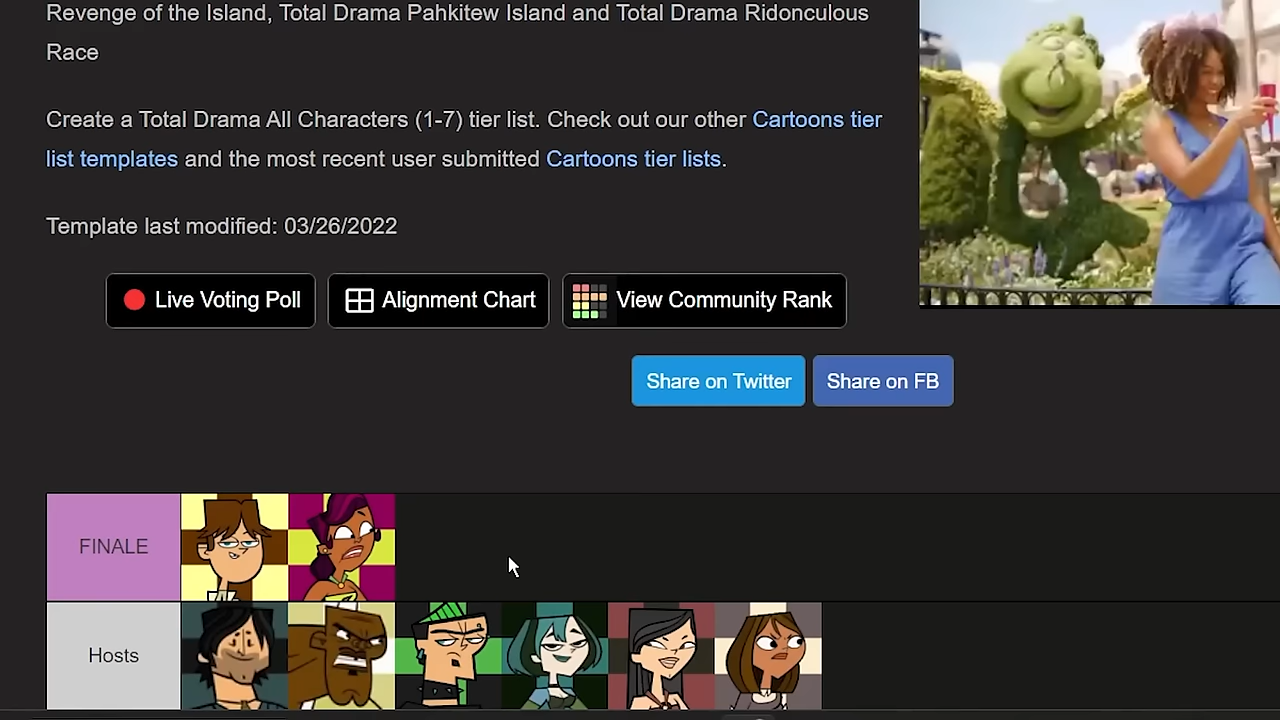 Revenge of the Island, Total Drama Pahkitew Island and Total Drama Ridonculous
Race
Create a Total Drama All Characters (1-7) tier list. Check out our other Cartoons tier
list templates and the most recent user submitted Cartoons tier lists.
Template last modified: 03/26/2022
Live Voting Poll
Alignment Chart
View Community Rank
Share on Twitter
Share on FB
FINALE
Hosts